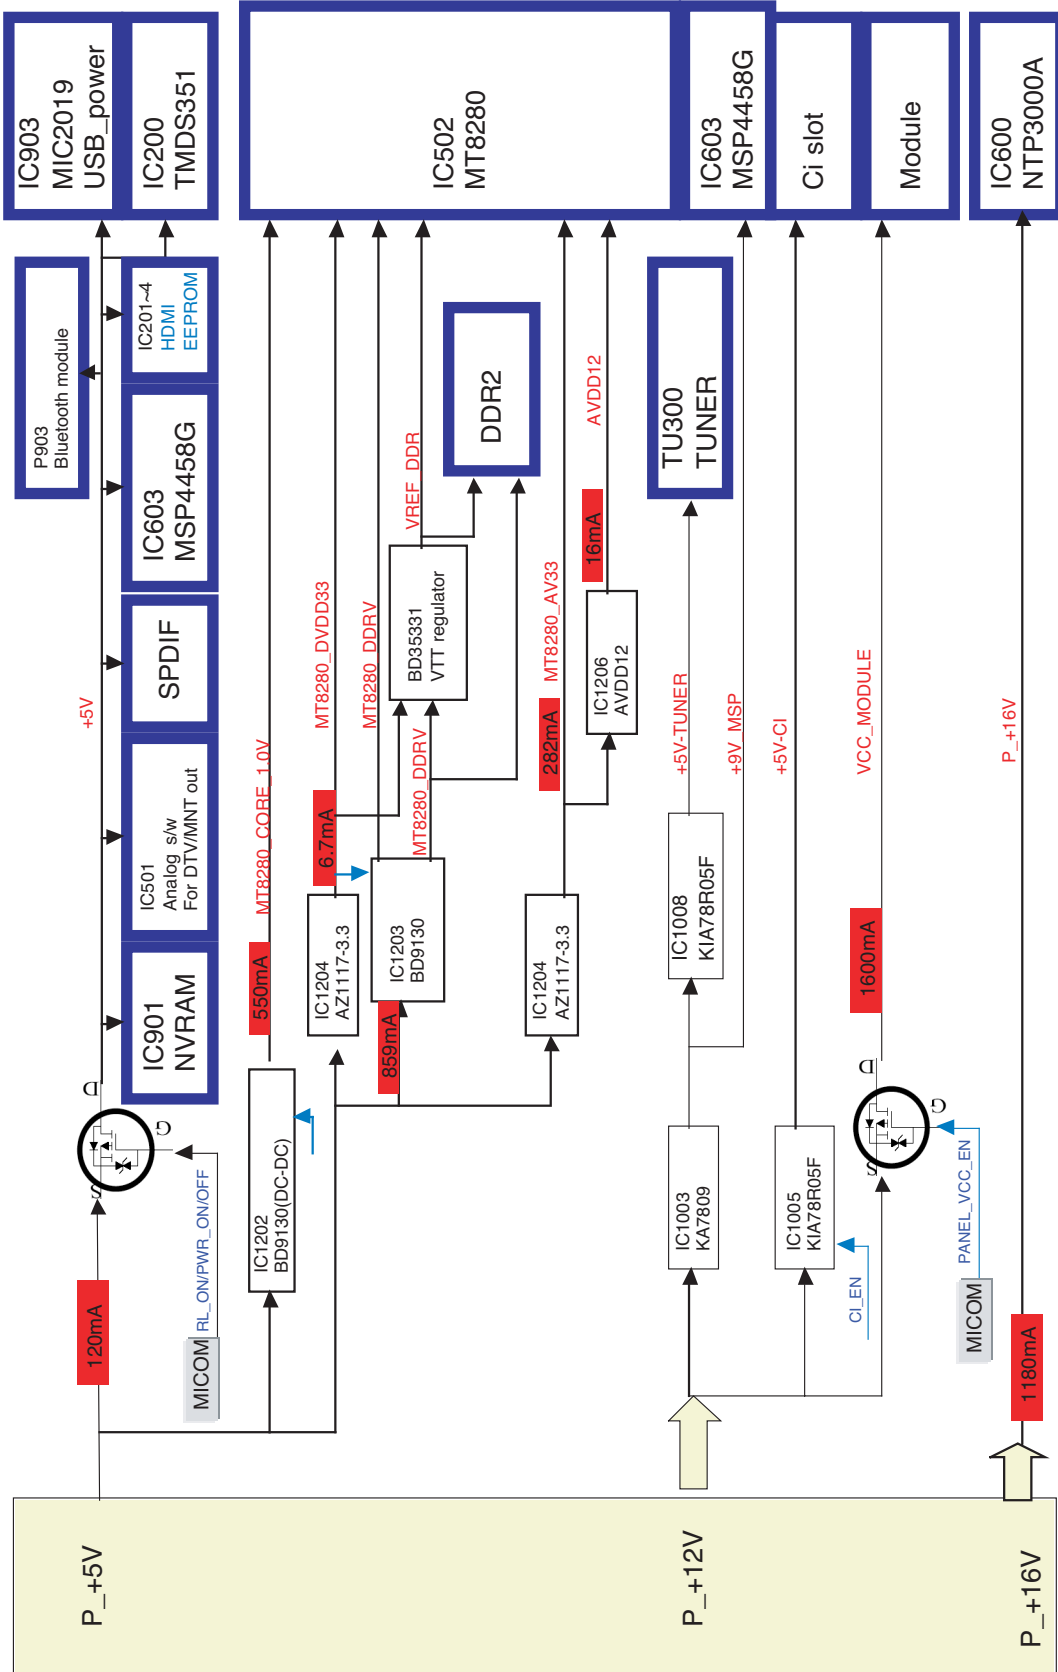 IC903
MIC2019
USB_power
IC200
TMDS351
IC502
MT8280
IC603
MSP4458G
Ci slot
Module
IC600
NTP3000A
P903
Bluetooth module
IC201~4
HDMI
EEPROM
IC603
MSP4458G
SPDIF
IC501
Analog s/w
For DTV/MNT out
IC901
NVRAM
+5V
D
G
S
RL_ON/PWR_ON/OFF
MICOM
120mA
P_+5V
MT8280_CORE_1.0V
550mA
IC1202
BD9130(DC-DC)
MT8280_DVDD33
6.7mA
IC1204
AZ1117-3.3
MT8280_DDRV
MT8280_DDRV
IC1203
BD9130
859mA
VREF_DDR
BD35331
VTT regulator
DDR2
MT8280_AV33
282mA
IC1204
AZ1117-3.3
AVDD12
16mA
IC1206
AVDD12
TU300
TUNER
+5V-TUNER
IC1008
KIA78R05F
+9V_MSP
IC1003
KA7809
+5V-CI
IC1005
KIA78R05F
CI_EN
VCC_MODULE
1600mA
D
G
S
PANEL_VCC_EN
MICOM
P_+12V
P_+16V
1180mA
P_+16V